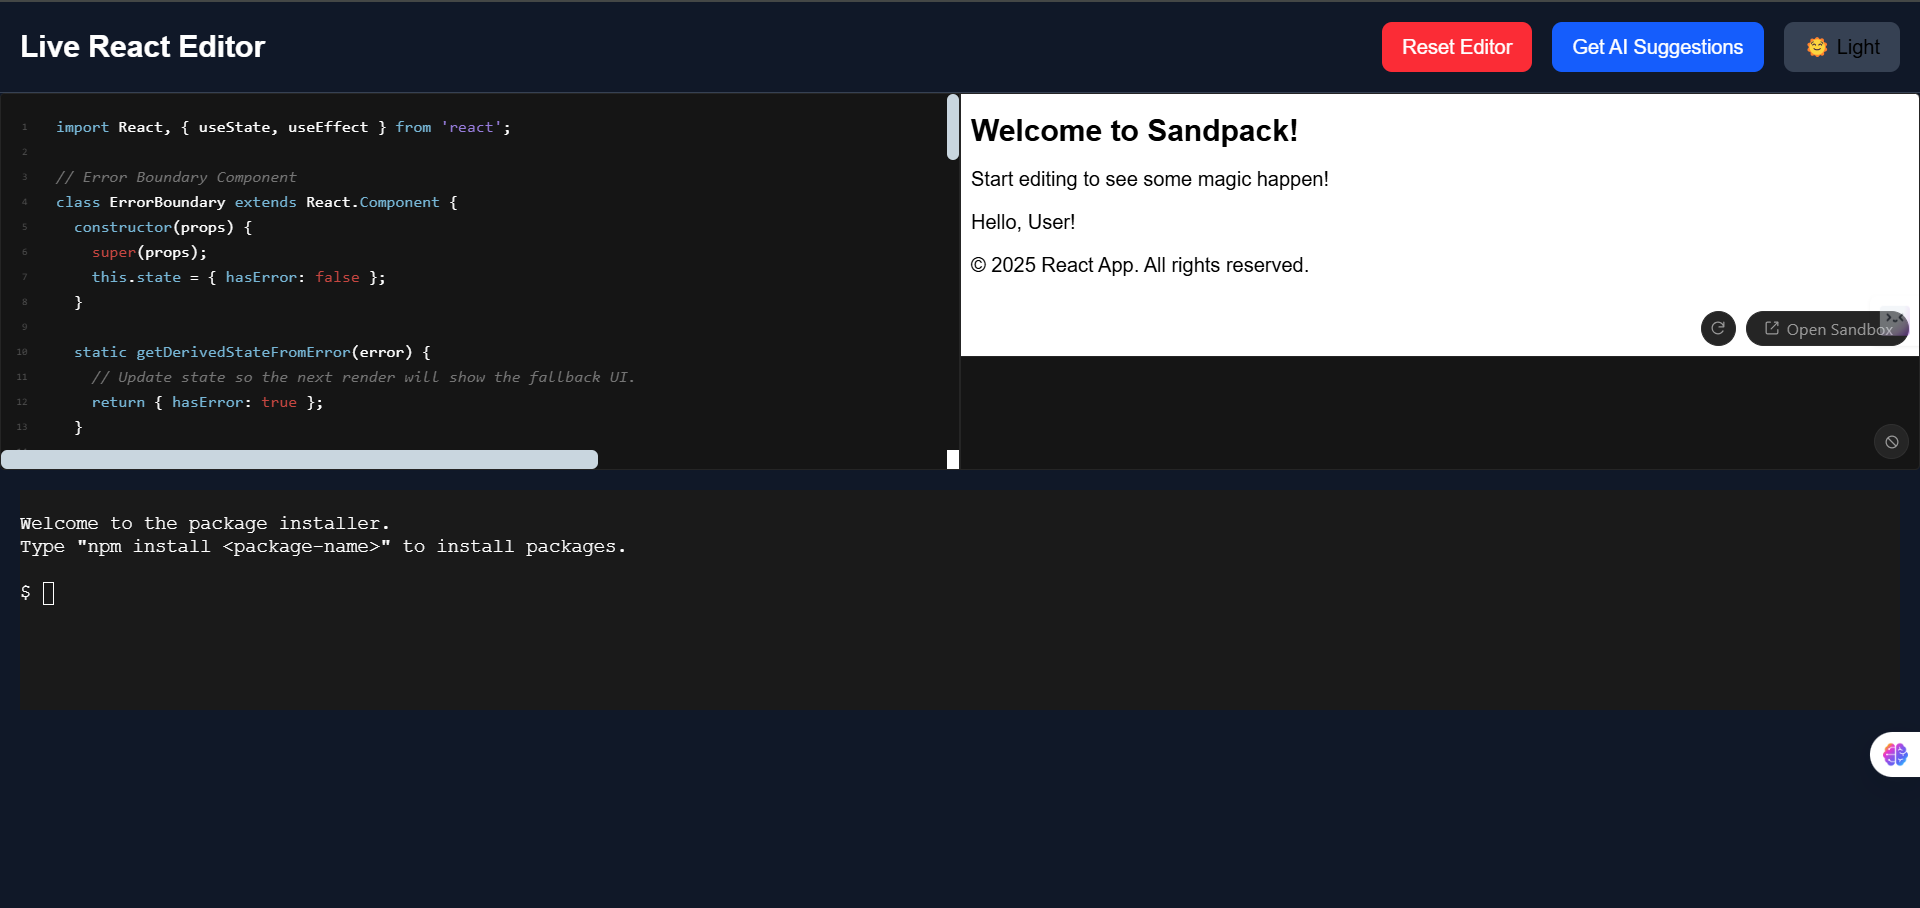 Live React Editor
Reset Editor
Get AI Suggestions
🌞 Light
1 import React, { useState, useEffect } from 'react';
2
3 // Error Boundary Component
4 class ErrorBoundary extends React.Component {
5 constructor(props) {
6 super(props);
7 this.state = { hasError: false };
8 }
9
10 static getDerivedStateFromError(error) {
11 // Update state so the next render will show the fallback UI.
12 return { hasError: true };
13 }
Welcome to Sandpack!
Start editing to see some magic happen!
Hello, User!
© 2025 React App. All rights reserved.
Open Sandbox
Welcome to the package installer.
Type "npm install <package-name>" to install packages.
$